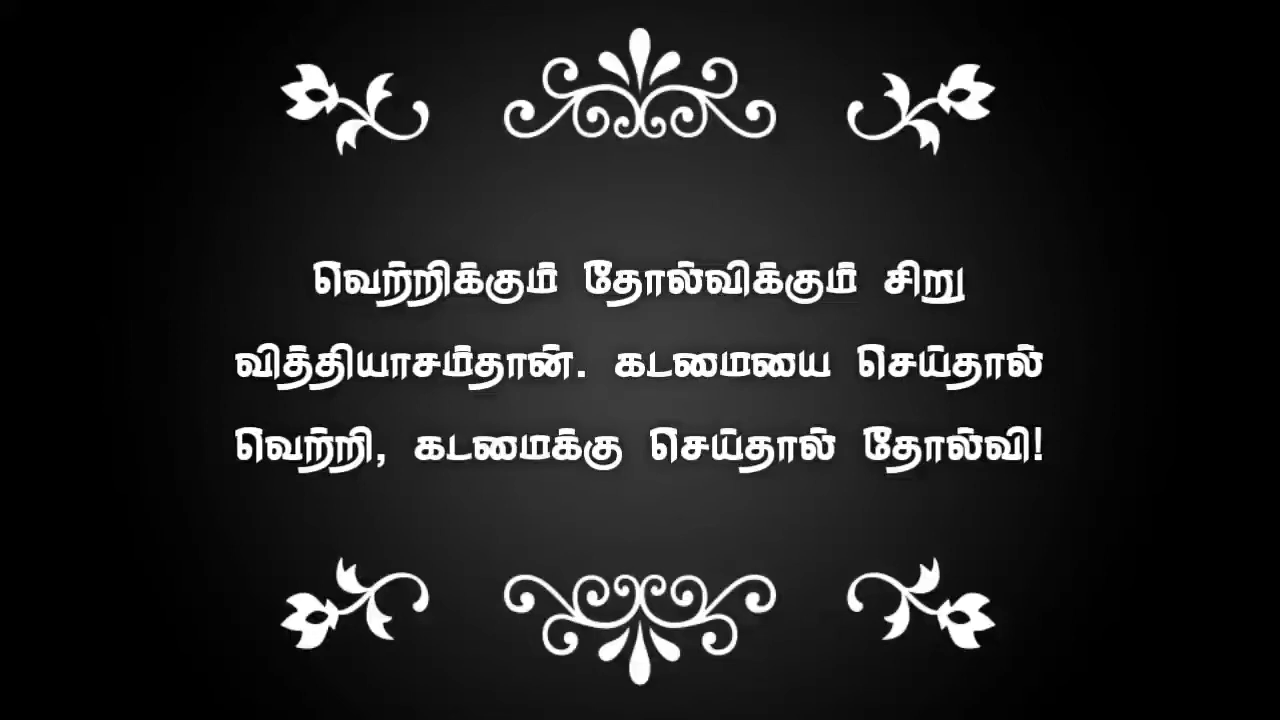 வெற்றிக்கும் தோல்விக்கும் சிறு
வித்தியாசம்தான். கடமையை செய்தால்
வெற்றி, கடமைக்கு செய்தால் தோல்வி!